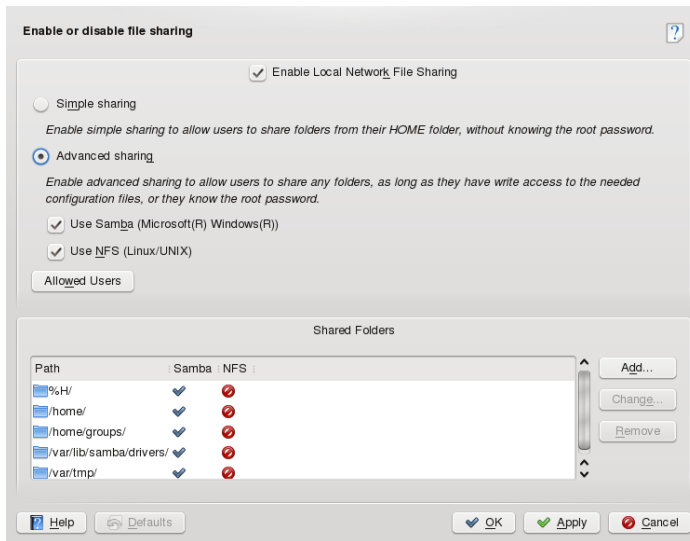 Enable or disable file sharing
Enable Local Network File Sharing
Simple sharing
Enable simple sharing to allow users to share folders from their HOME folder, without knowing the root password.
Advanced sharing
Enable advanced sharing to allow users to share any folders, as long as they have write access to the needed
configuration files, or they know the root password.
Use Samba (Microsoft(R) Windows(R))
Use NFS (Linux/UNIX)
Allowed Users
Shared Folders
Path Samba NFS
%H/
/home/
/home/groups/
/var/lib/samba/drivers/
/var/tmp/
Add...
Change...
Remove
Help Defaults OK Apply Cancel